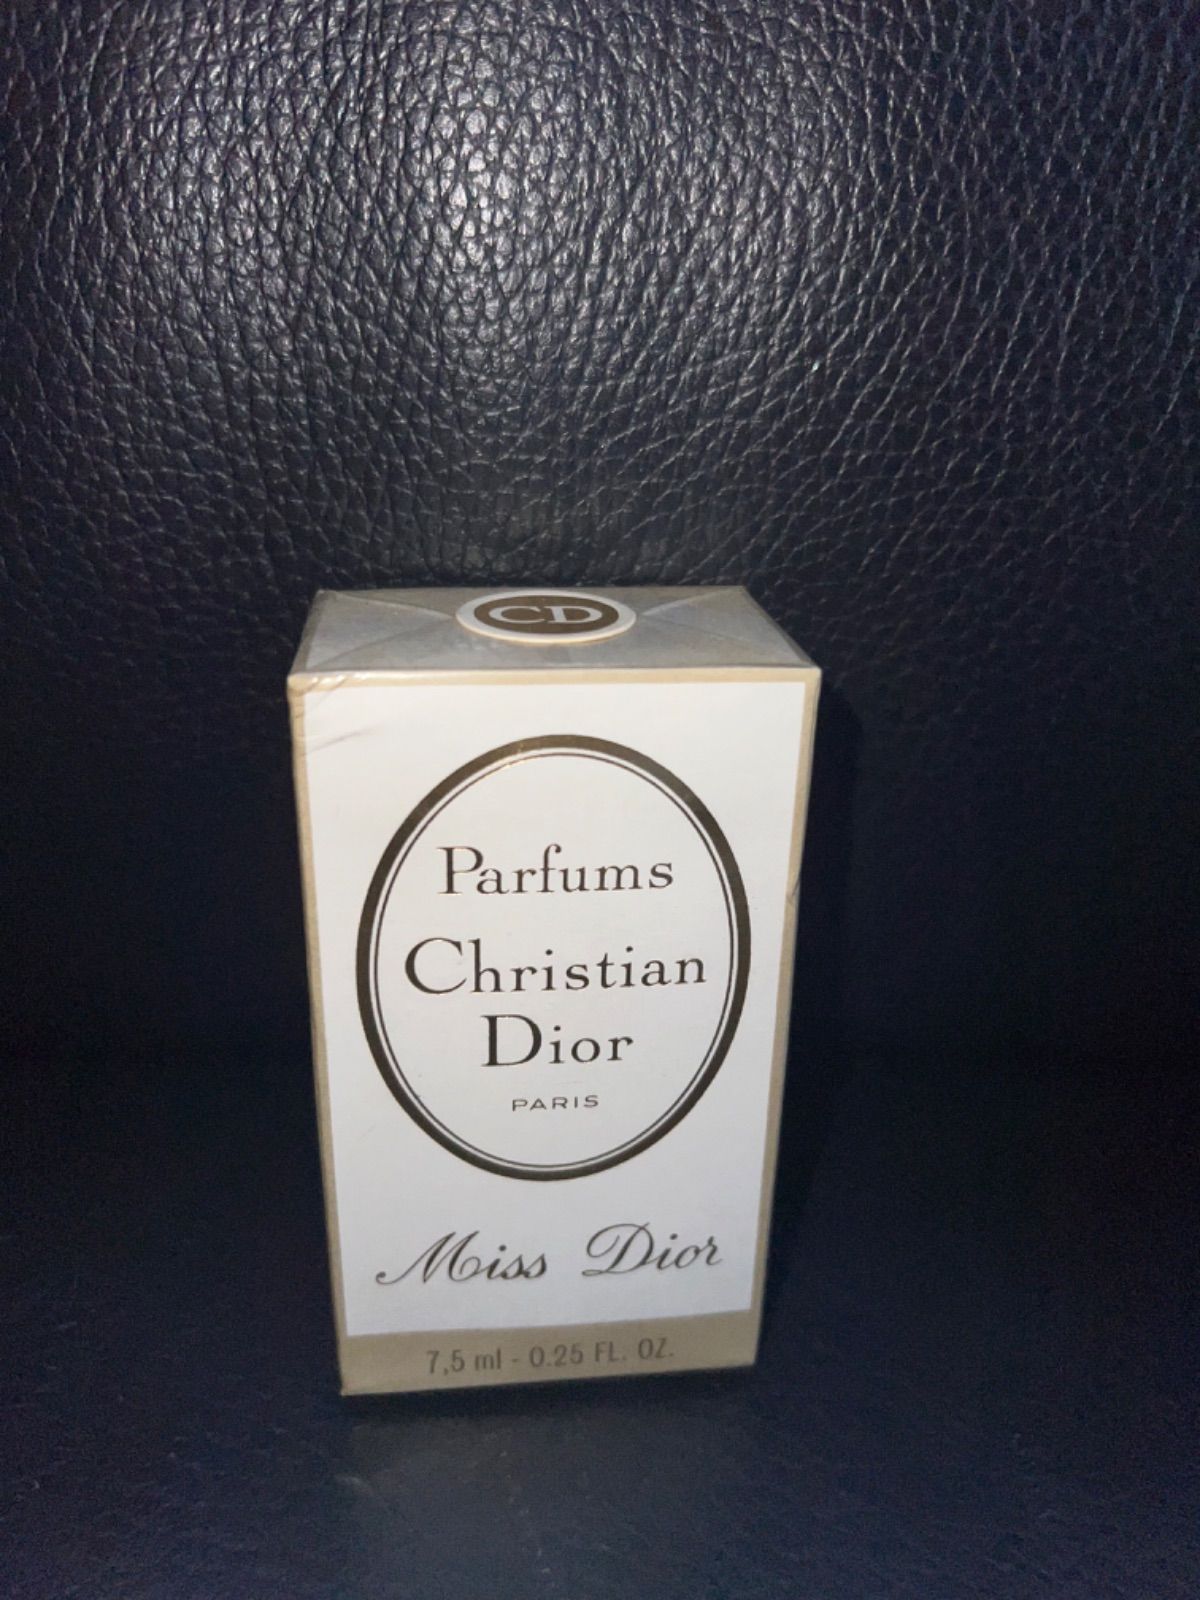 CD
Parfums
Christian
Dior
PARIS
Miss Dior
7,5 ml - 0.25 FL. OZ.